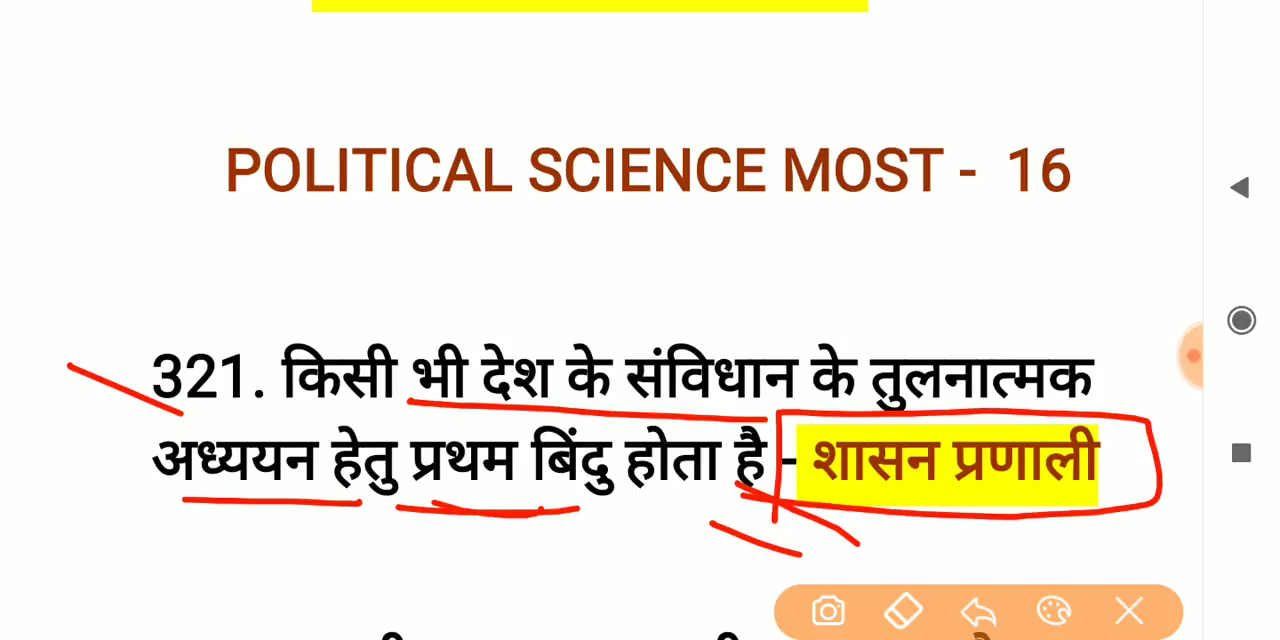 POLITICAL SCIENCE MOST - 16
321. किसी भी देश के संविधान के तुलनात्मक
अध्ययन हेतु प्रथम बिंदु होता है - शासन प्रणाली